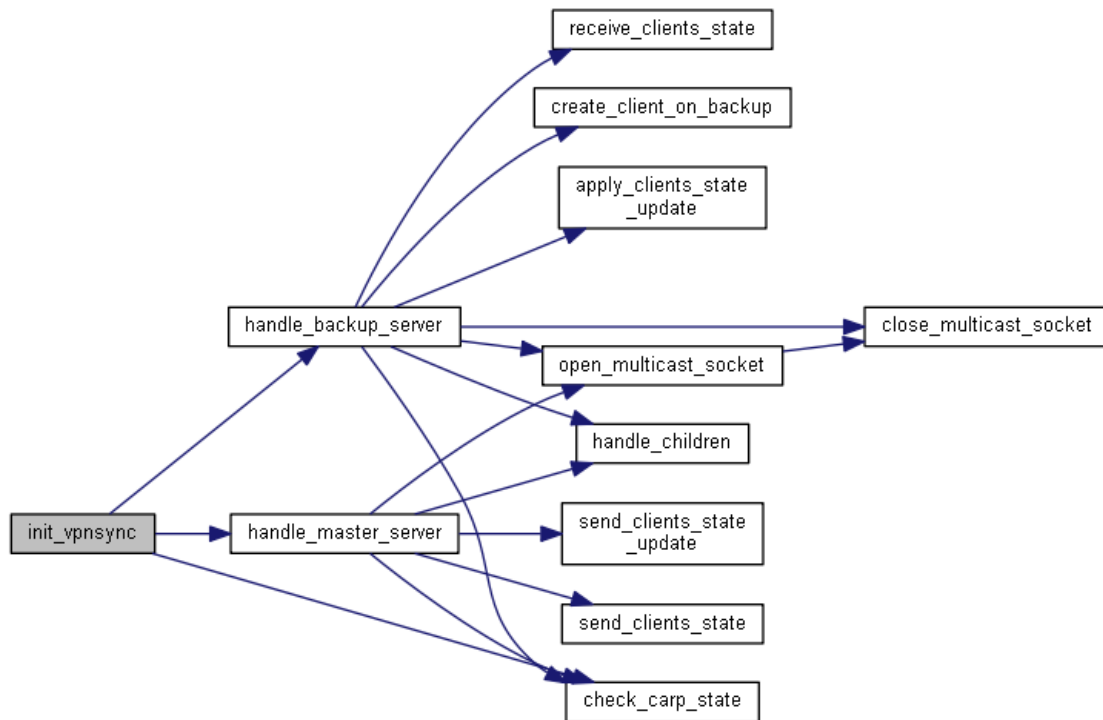 receive_clients_state
create_client_on_backup
apply_clients_state
_update
handle_backup_server
close_multicast_socket
open_multicast_socket
handle_children
init_vpnsync
handle_master_server
send_clients_state
_update
send_clients_state
check_carp_state